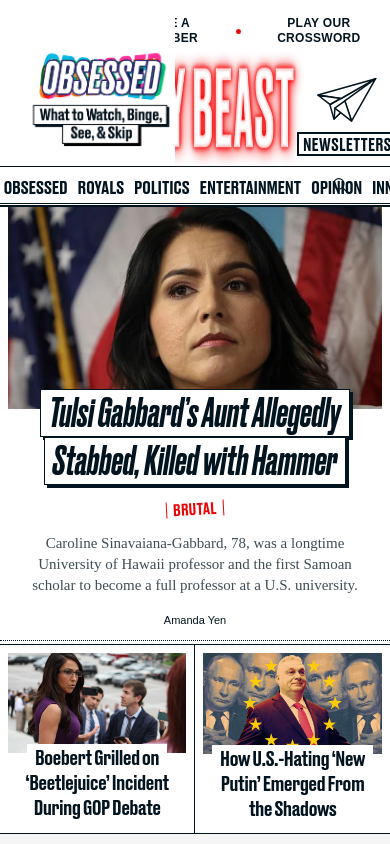 E A
BER
PLAY OUR
CROSSWORD
OBSESSED
What to Watch, Binge,
See, & Skip
Y BEAST
NEWSLETTERS
OBSESSED ROYALS POLITICS ENTERTAINMENT OPINION INN
Tulsi Gabbard’s Aunt Allegedly
Stabbed, Killed with Hammer
BRUTAL
Caroline Sinavaiana-Gabbard, 78, was a longtime
University of Hawaii professor and the first Samoan
scholar to become a full professor at a U.S. university.
Amanda Yen
Boebert Grilled on
‘Beetlejuice’ Incident
During GOP Debate
How U.S.-Hating ‘New
Putin’ Emerged From
the Shadows